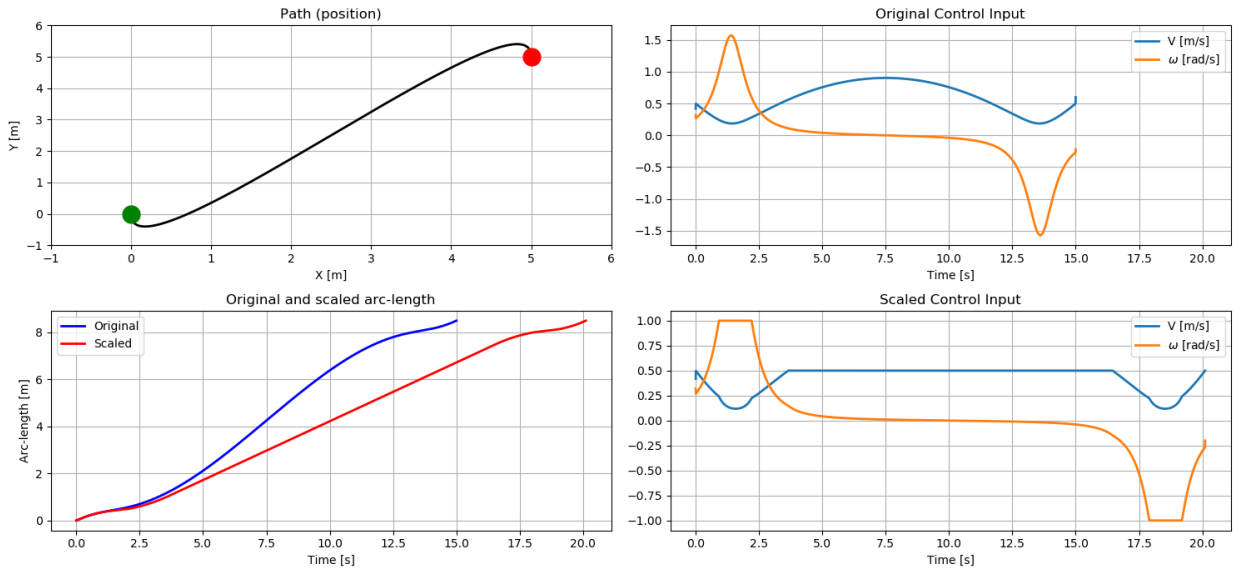 Path (position)
6
5
4
3
2
1
0
−1
Y [m]
−1 0 1 2 3 4 5 6
X [m]
Original Control Input
V [m/s]
ω [rad/s]
1.5
1.0
0.5
0.0
−0.5
−1.0
−1.5
0.0 2.5 5.0 7.5 10.0 12.5 15.0 17.5 20.0
Time [s]
Original and scaled arc-length
Original
Scaled
8
6
4
2
0
Arc-length [m]
0.0 2.5 5.0 7.5 10.0 12.5 15.0 17.5 20.0
Time [s]
Scaled Control Input
V [m/s]
ω [rad/s]
1.00
0.75
0.50
0.25
0.00
−0.25
−0.50
−0.75
−1.00
0.0 2.5 5.0 7.5 10.0 12.5 15.0 17.5 20.0
Time [s]